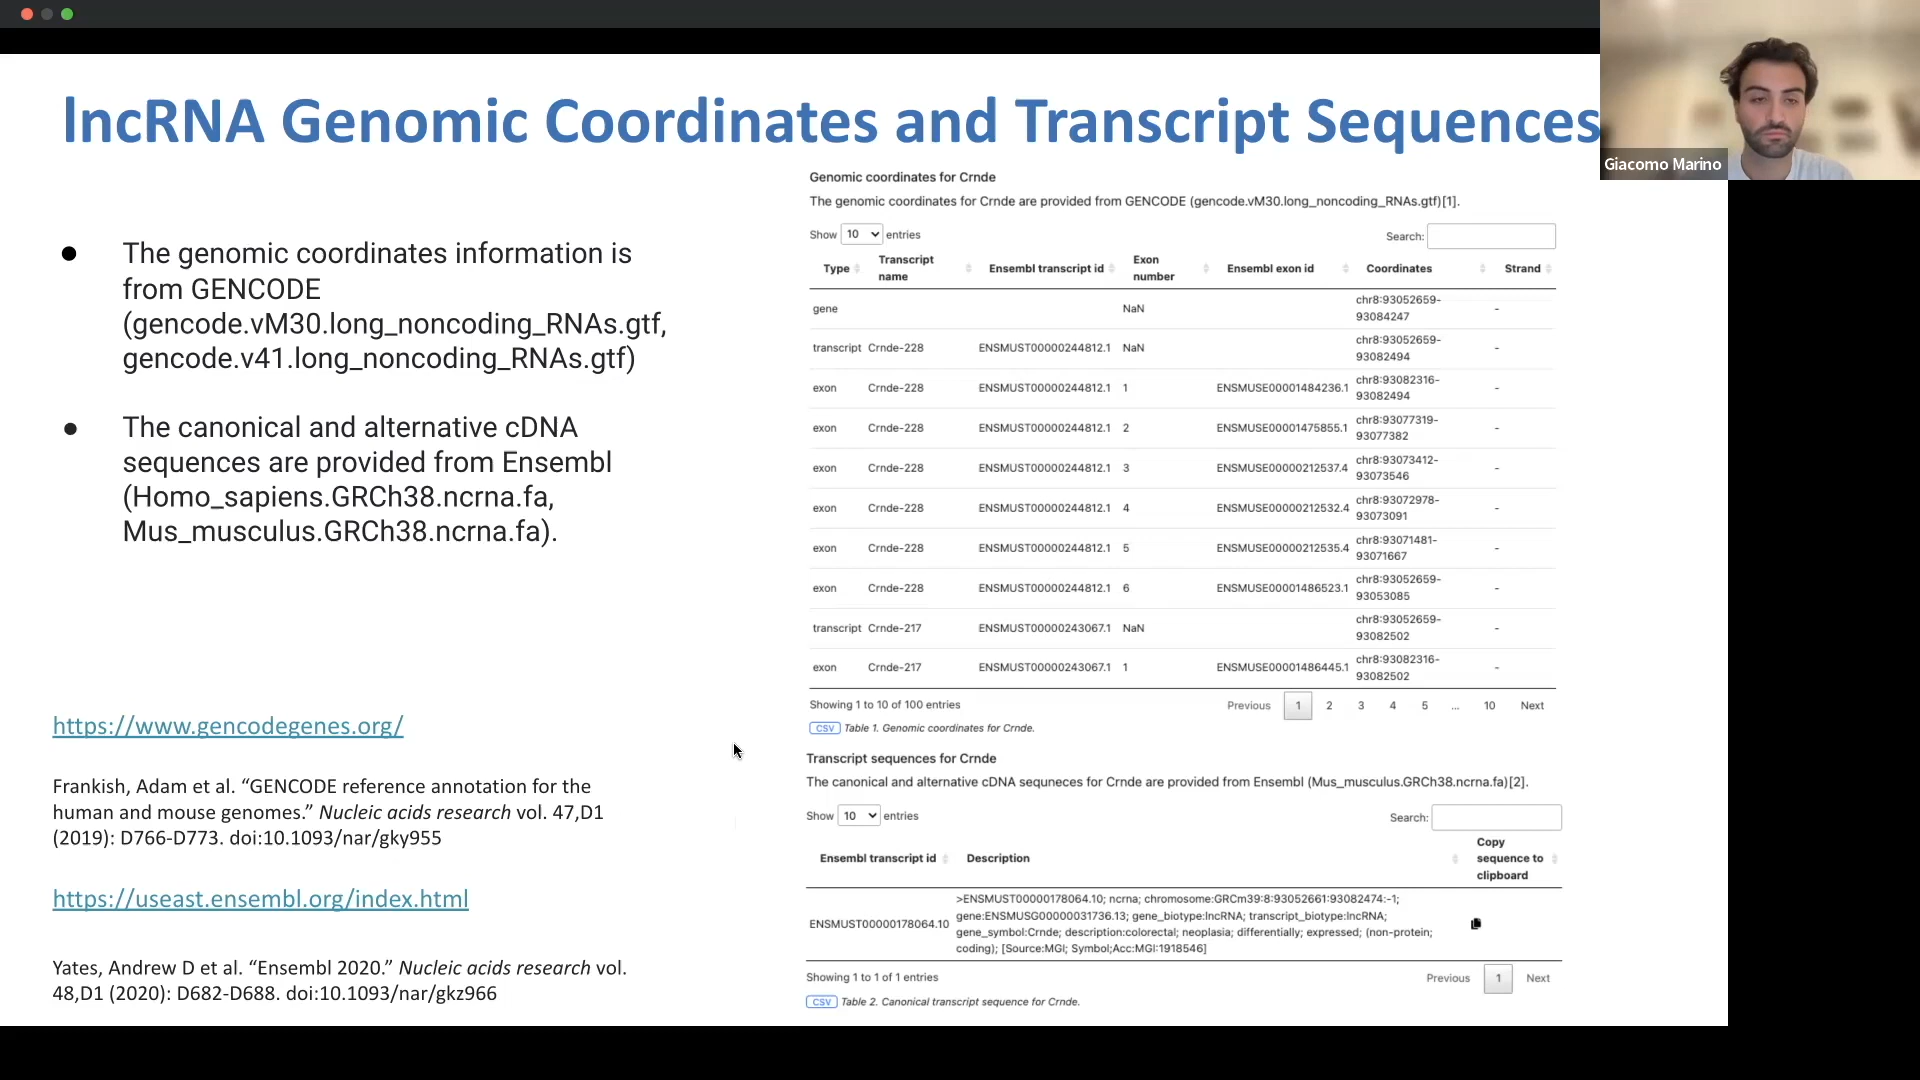 lncRNA Genomic Coordinates and Transcript Sequences
Giacomo Marino
● The genomic coordinates information is
from GENCODE
(gencode.vM30.long_noncoding_RNAs.gtf,
gencode.v41.long_noncoding_RNAs.gtf)
● The canonical and alternative cDNA
sequences are provided from Ensembl
(Homo_sapiens.GRCh38.ncrna.fa,
Mus_musculus.GRCh38.ncrna.fa).
https://www.gencodegenes.org/
Frankish, Adam et al. “GENCODE reference annotation for the
human and mouse genomes.” Nucleic acids research vol. 47,D1
(2019): D766-D773. doi:10.1093/nar/gky955
https://useast.ensembl.org/index.html
Yates, Andrew D et al. “Ensembl 2020.” Nucleic acids research vol.
48,D1 (2020): D682-D688. doi:10.1093/nar/gkz966
Genomic coordinates for Crnde
The genomic coordinates for Crnde are provided from GENCODE (gencode.vM30.long_noncoding_RNAs.gtf)[1].
Show 10 entries Search:
Type Transcript name Ensembl transcript id Exon number Ensembl exon id Coordinates Strand
gene NaN chr8:93052659-93084247 -
transcript Crnde-228 ENSMUST00000244812.1 NaN chr8:93052659-93082494 -
exon Crnde-228 ENSMUST00000244812.1 1 ENSMUSE00001484236.1 chr8:93082316-93082494 -
exon Crnde-228 ENSMUST00000244812.1 2 ENSMUSE00001475855.1 chr8:93077319-93077382 -
exon Crnde-228 ENSMUST00000244812.1 3 ENSMUSE00000212537.4 chr8:93073412-93073546 -
exon Crnde-228 ENSMUST00000244812.1 4 ENSMUSE00000212532.4 chr8:93072978-93073091 -
exon Crnde-228 ENSMUST00000244812.1 5 ENSMUSE00000212535.4 chr8:93071481-93071667 -
exon Crnde-228 ENSMUST00000244812.1 6 ENSMUSE00001486523.1 chr8:93052659-93053085 -
transcript Crnde-217 ENSMUST00000243067.1 NaN chr8:93052659-93082502 -
exon Crnde-217 ENSMUST00000243067.1 1 ENSMUSE00001486445.1 chr8:93082316-93082502 -
Showing 1 to 10 of 100 entries Previous 1 2 3 4 5 ... 10 Next
CSV Table 1. Genomic coordinates for Crnde.
Transcript sequences for Crnde
The canonical and alternative cDNA sequneces for Crnde are provided from Ensembl (Mus_musculus.GRCh38.ncrna.fa)[2].
Show 10 entries Search:
Ensembl transcript id Description Copy sequence to clipboard
ENSMUST00000178064.10 >ENSMUST00000178064.10; ncrna; chromosome:GRCm39:8:93052661:93082474:-1;
gene:ENSMUSG00000031736.13; gene_biotype:lncRNA; transcript_biotype:lncRNA;
gene_symbol:Crnde; description:colorectal; neoplasia; differentially; expressed; (non-protein;
coding); [Source:MGI; Symbol;Acc:MGI:1918546]
Showing 1 to 1 of 1 entries Previous 1 Next
CSV Table 2. Canonical transcript sequence for Crnde.